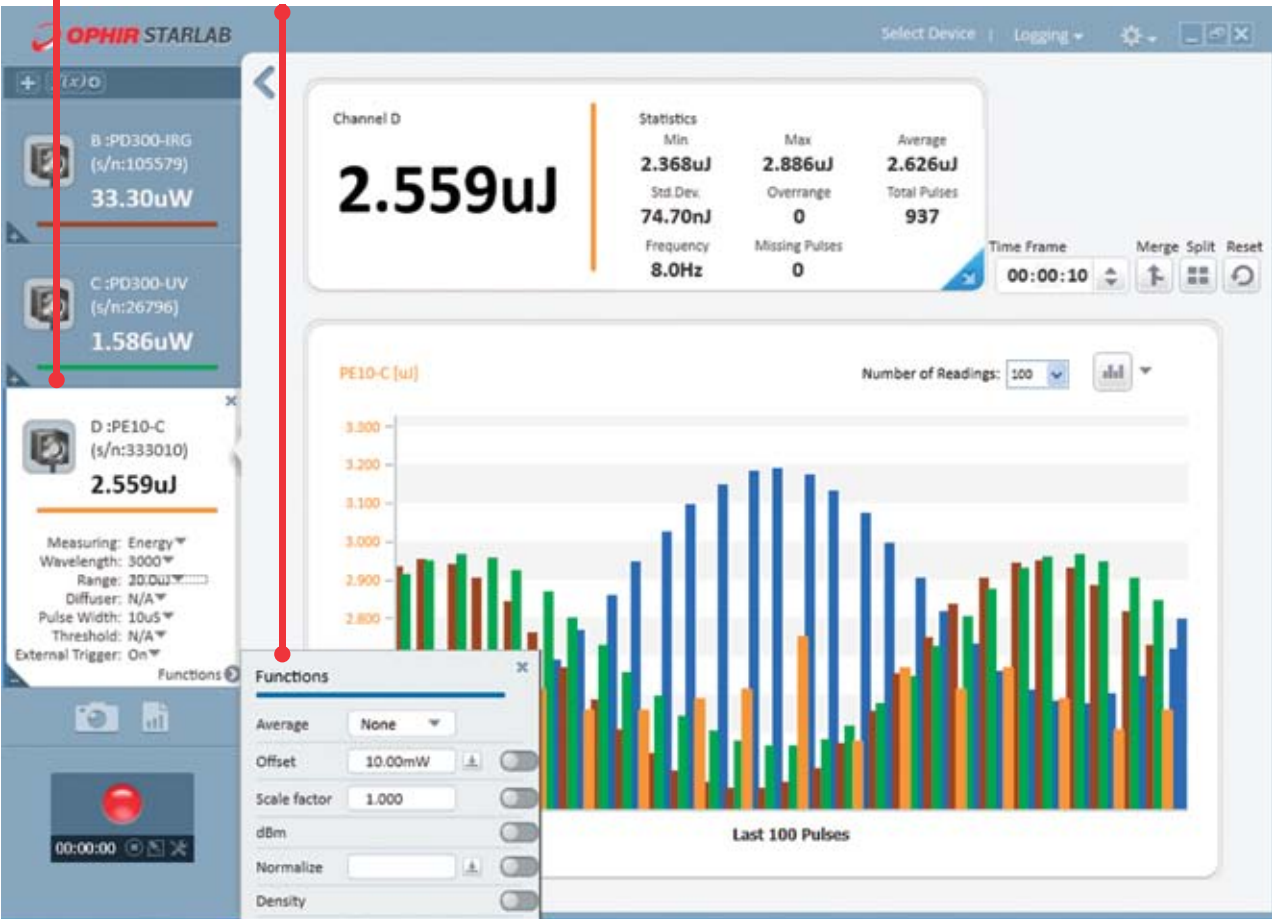 OPHIR STARLAB
Select Device | Logging
f(x)
B :PD300-IRG
(s/n:105579)
33.30uW
C :PD300-UV
(s/n:26796)
1.586uW
D :PE10-C
(s/n:333010)
2.559uJ
Measuring: Energy
Wavelength: 3000
Range: 20.0uJ
Diffuser: N/A
Pulse Width: 10uS
Threshold: N/A
External Trigger: On
Functions
00:00:00
Channel D
2.559uJ
Statistics
Min Max Average
2.368uJ 2.886uJ 2.626uJ
Std.Dev. Overrange Total Pulses
74.70nJ 0 937
Frequency Missing Pulses
8.0Hz 0
Time Frame Merge Split Reset
00:00:10
PE10-C [uJ]
Number of Readings: 100
3.300
3.200
3.100
3.000
2.900
2.800
Last 100 Pulses
Functions
Average None
Offset 10.00mW
Scale factor 1.000
dBm
Normalize
Density